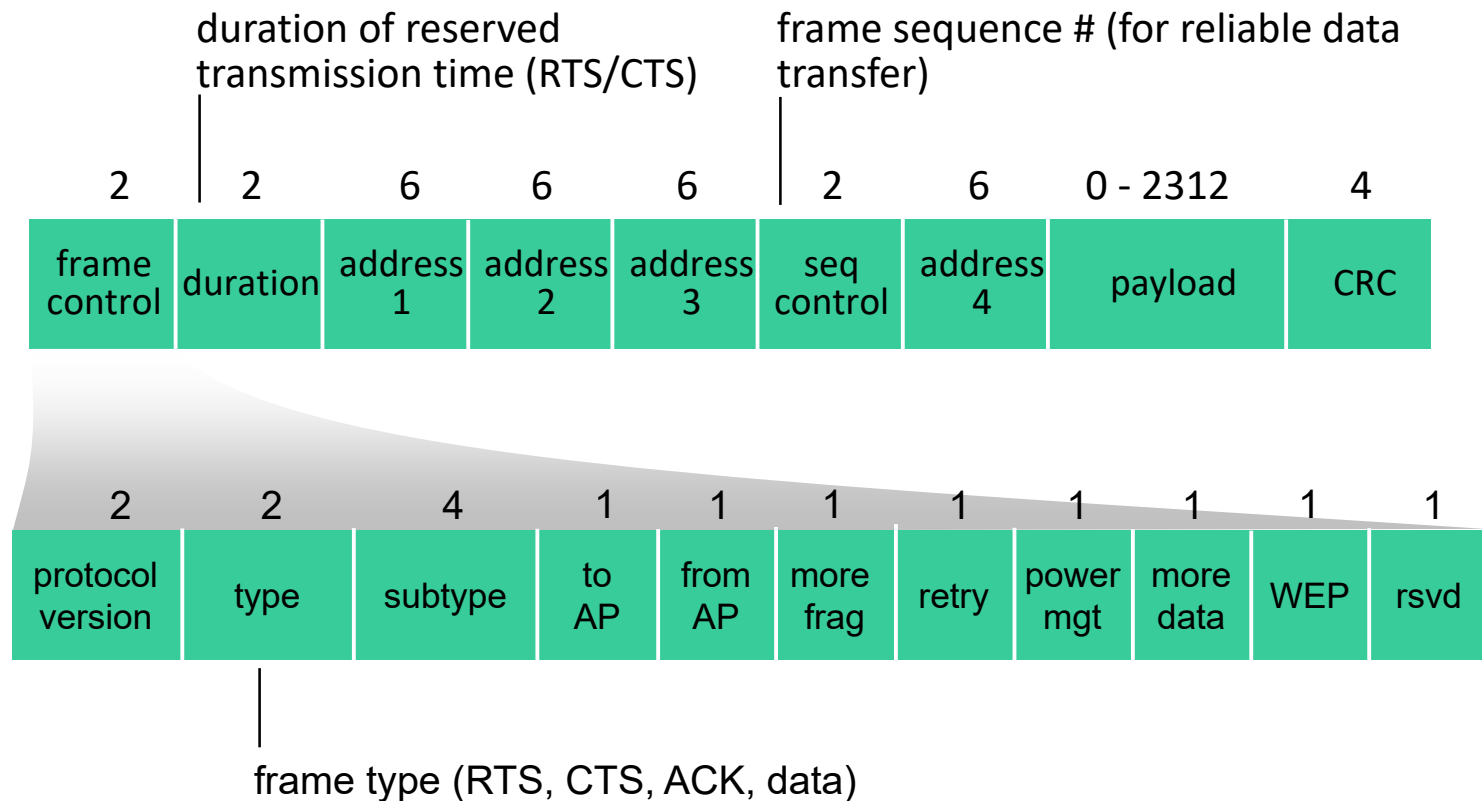 duration of reserved
transmission time (RTS/CTS)
frame sequence # (for reliable data
transfer)
2 2 6 6 6 2 6 0 - 2312 4
frame
control
duration
address
1
address
2
address
3
seq
control
address
4
payload
CRC
2 2 4 1 1 1 1 1 1 1 1
protocol
version
type
subtype
to
AP
from
AP
more
frag
retry
power
mgt
more
data
WEP
rsvd
frame type (RTS, CTS, ACK, data)